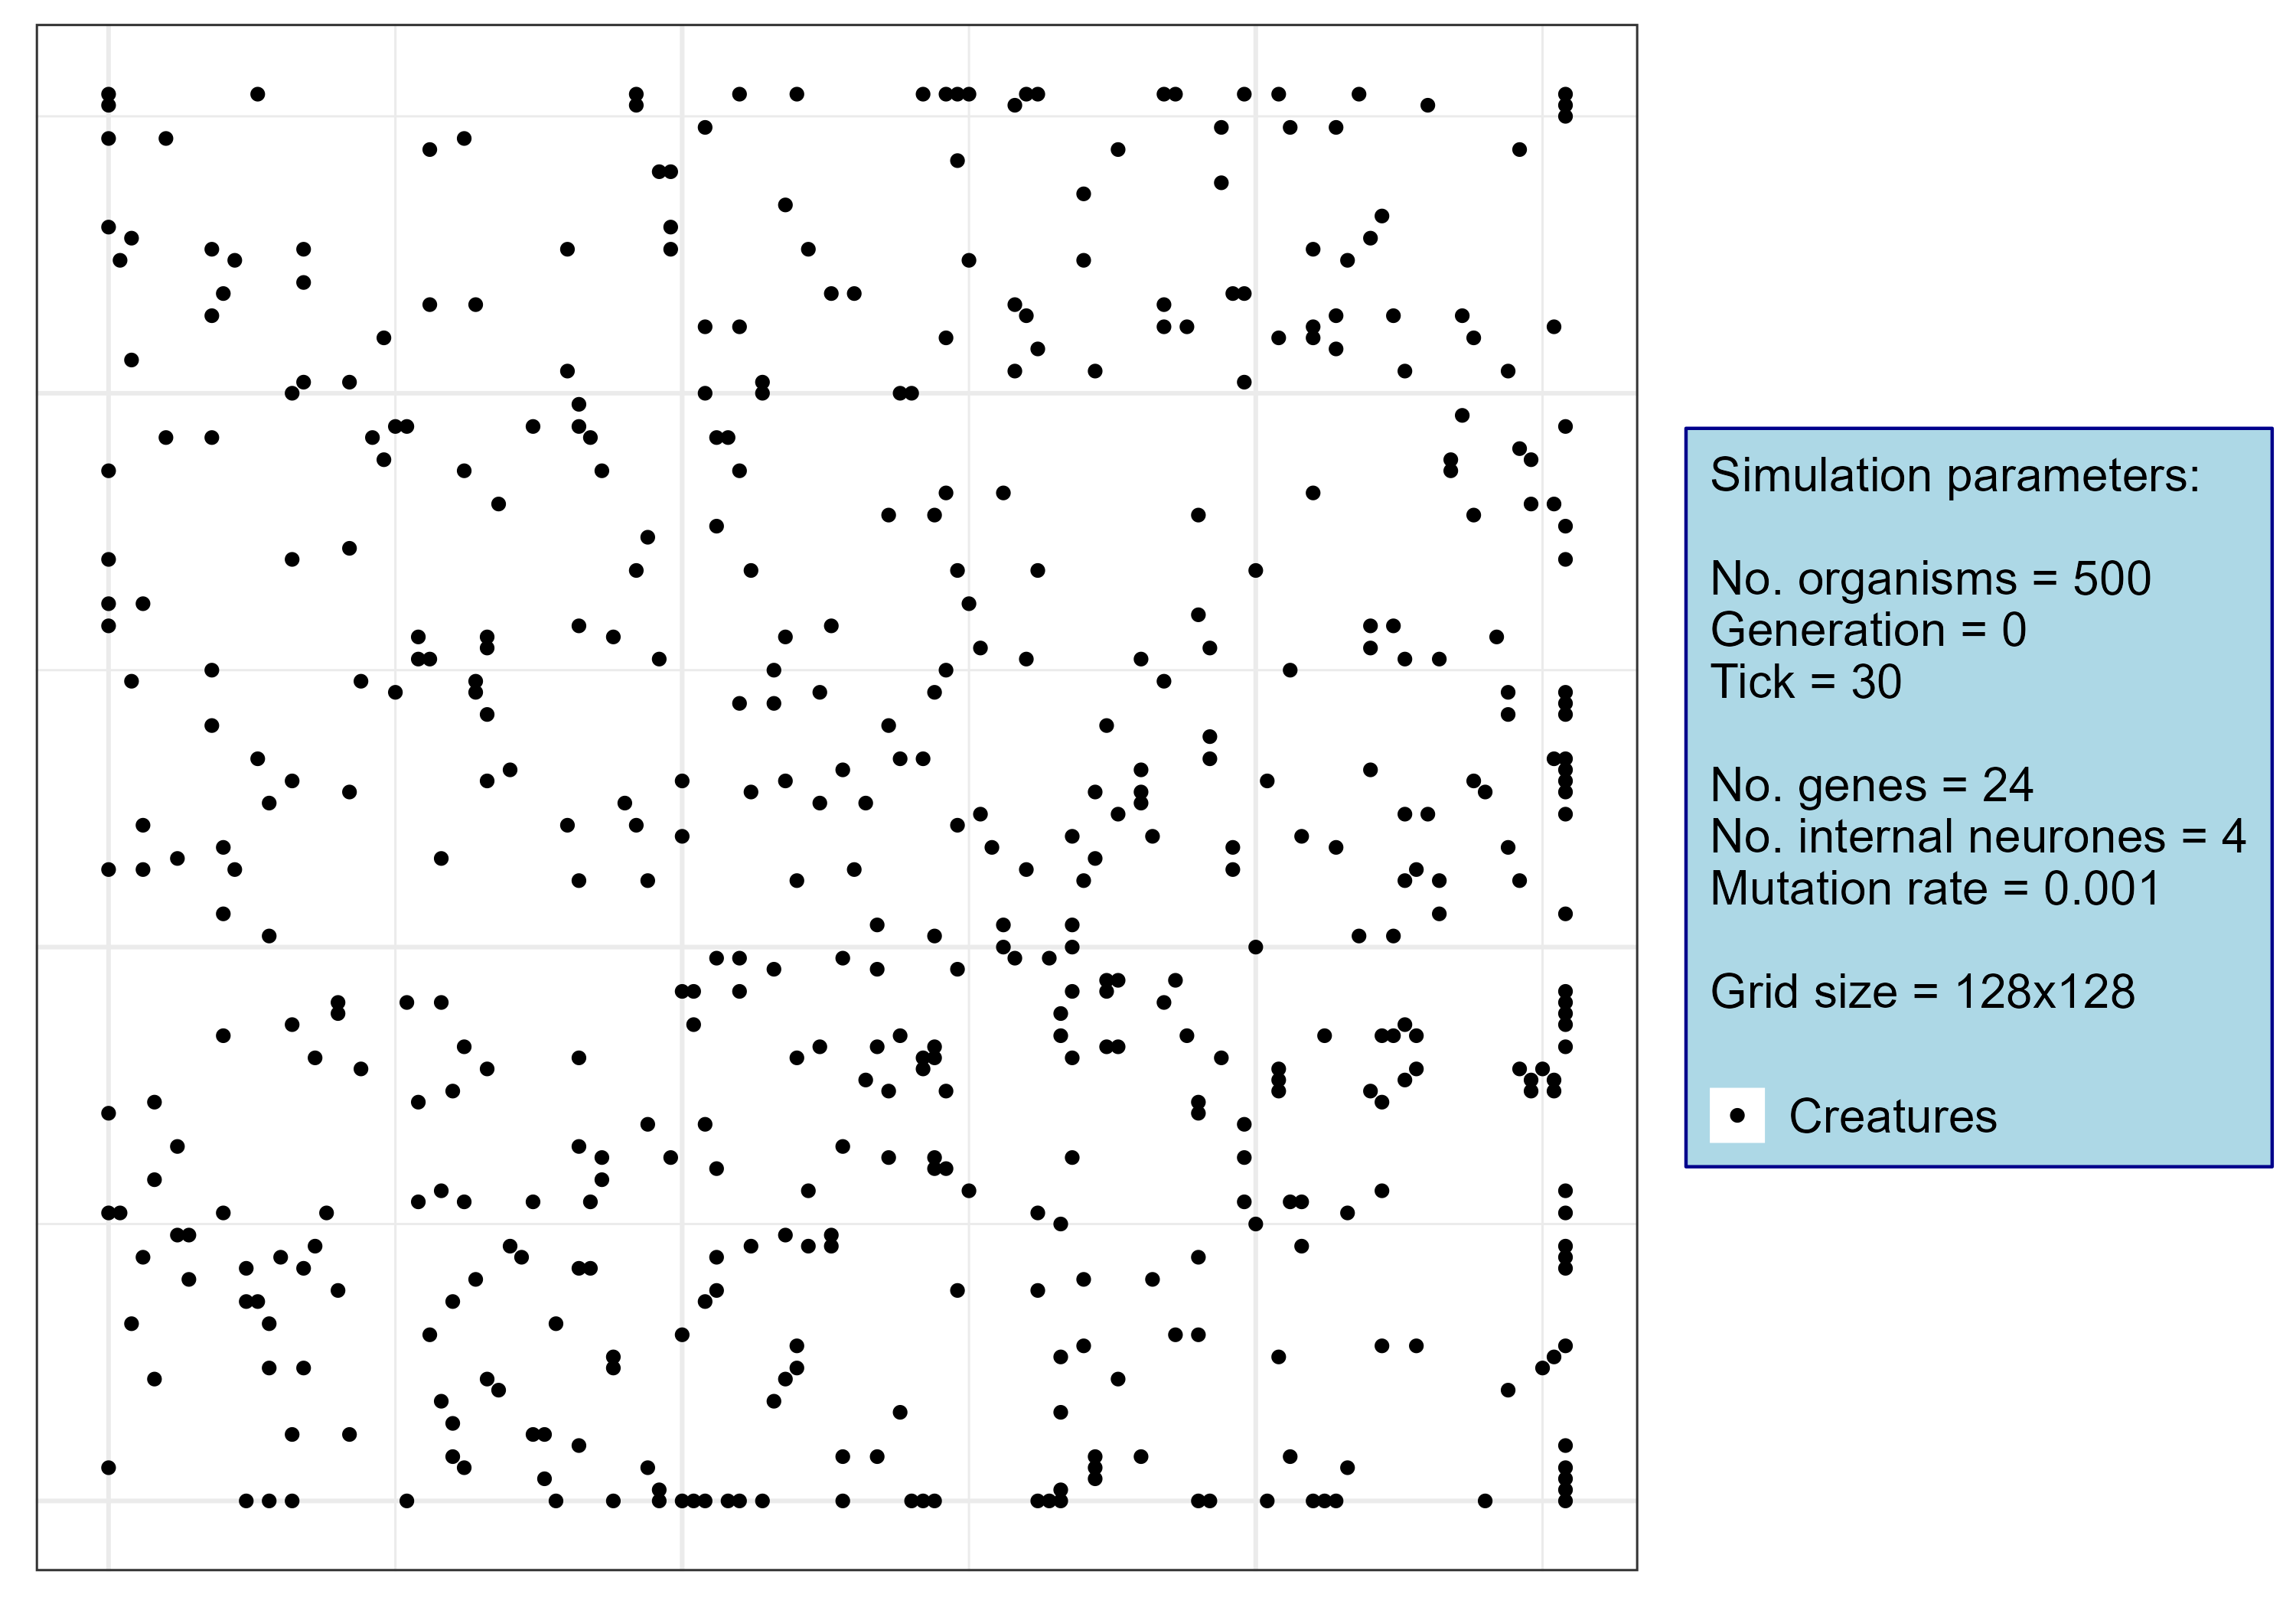 Simulation parameters:
No. organisms = 500
Generation = 0
Tick = 30
No. genes = 24
No. internal neurones = 4
Mutation rate = 0.001
Grid size = 128x128
Creatures